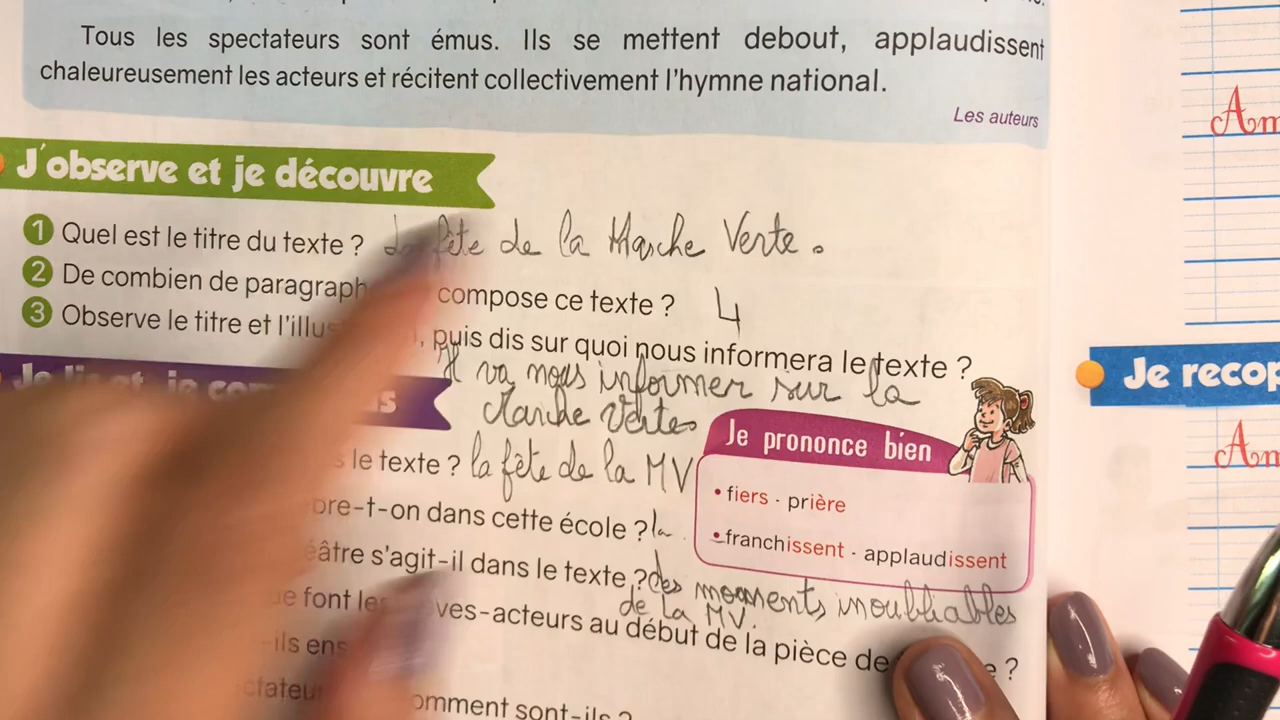 Tous les spectateurs sont émus. Ils se mettent debout, applaudissent
chaleureusement les acteurs et récitent collectivement l'hymne national.
Les auteurs
J'observe et je découvre
1 Quel est le titre du texte ? La fête de la Marche Verte.
2 De combien de paragraph compose ce texte ? 4
3 Observe le titre et l'illus , puis dis sur quoi nous informera le texte ?
Il va nous informer sur la
Marche Verte
le texte ? la fête de la MV
bre-t-on dans cette école ? la
éâtre s'agit-il dans le texte ? des moments inoubliables
de la MV.
ue font les ves-acteurs au début de la pièce de e ?
-ils ens
ctateu omment sont-ils ?
Je prononce bien
• fiers - prière
• franchissent - applaudissent
Am
Je recop
Am